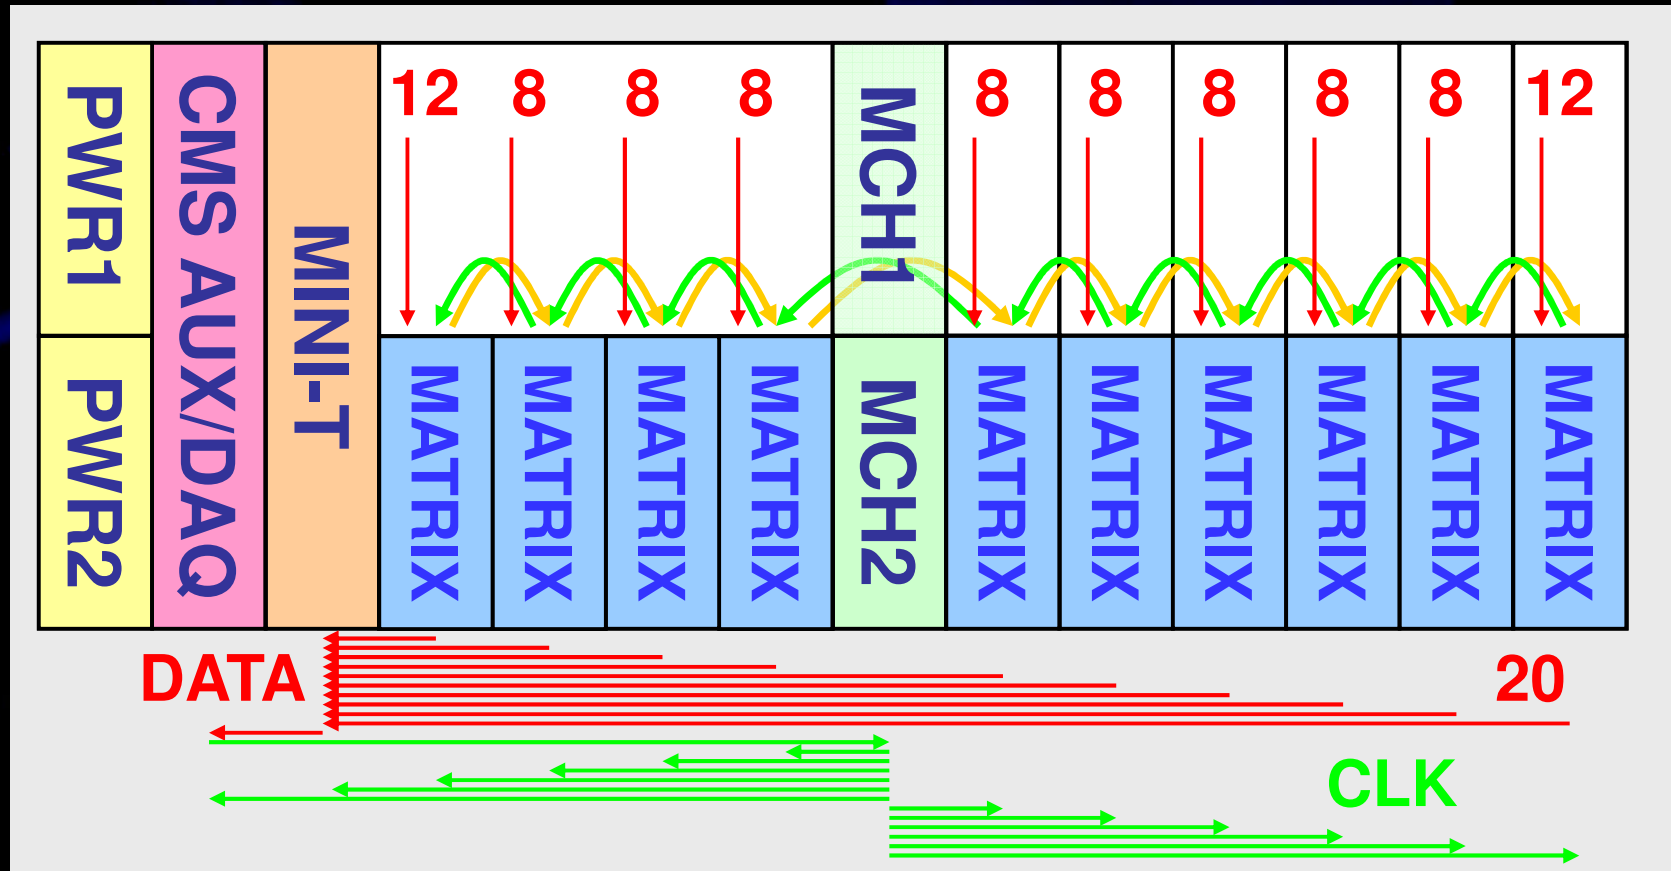 PWR1
PWR2
CMS AUX/DAQ
MINI-T
12 8 8 8
MCH1
8 8 8 8 8 12
MATRIX
MATRIX
MATRIX
MATRIX
MCH2
MATRIX
MATRIX
MATRIX
MATRIX
MATRIX
MATRIX
DATA
20
CLK